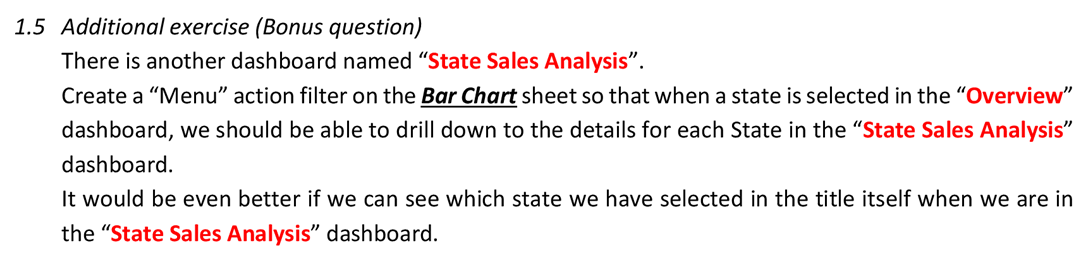 1.5 Additional exercise (Bonus question)
There is another dashboard named “State Sales Analysis”.
Create a “Menu” action filter on the Bar Chart sheet so that when a state is selected in the “Overview”
dashboard, we should be able to drill down to the details for each State in the “State Sales Analysis”
dashboard.
It would be even better if we can see which state we have selected in the title itself when we are in
the “State Sales Analysis” dashboard.